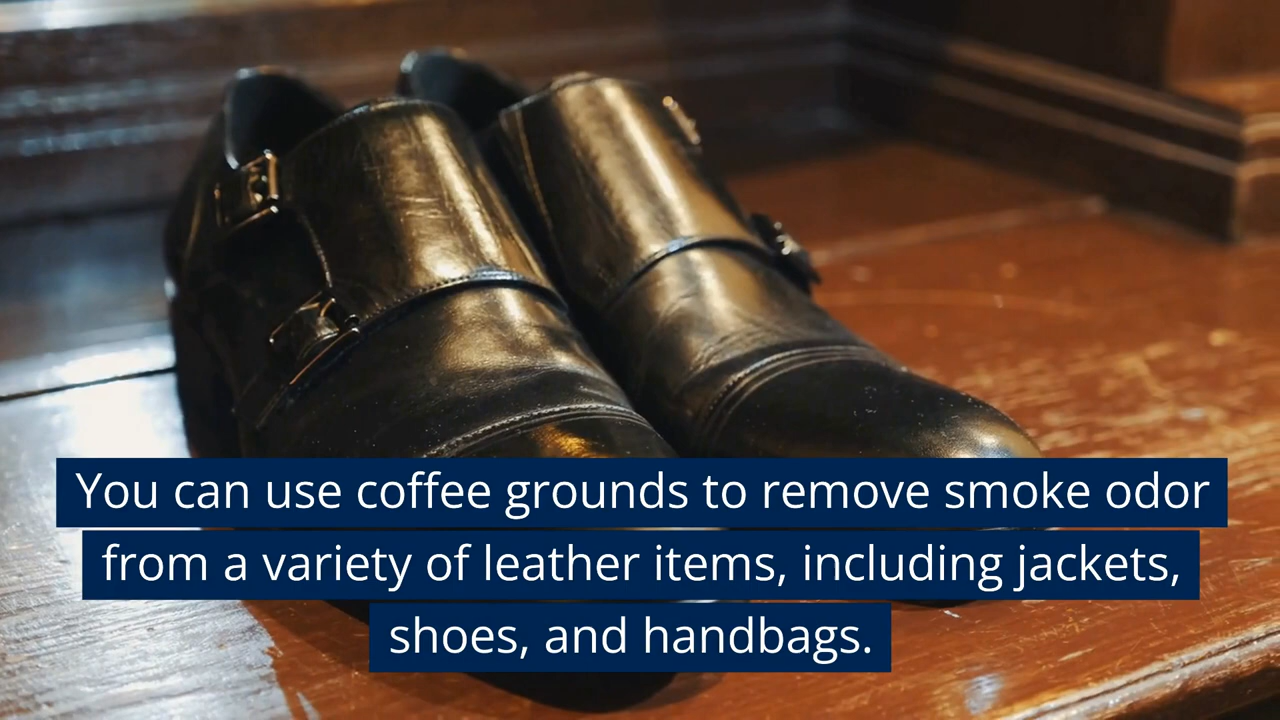 You can use coffee grounds to remove smoke odor
from a variety of leather items, including jackets,
shoes, and handbags.